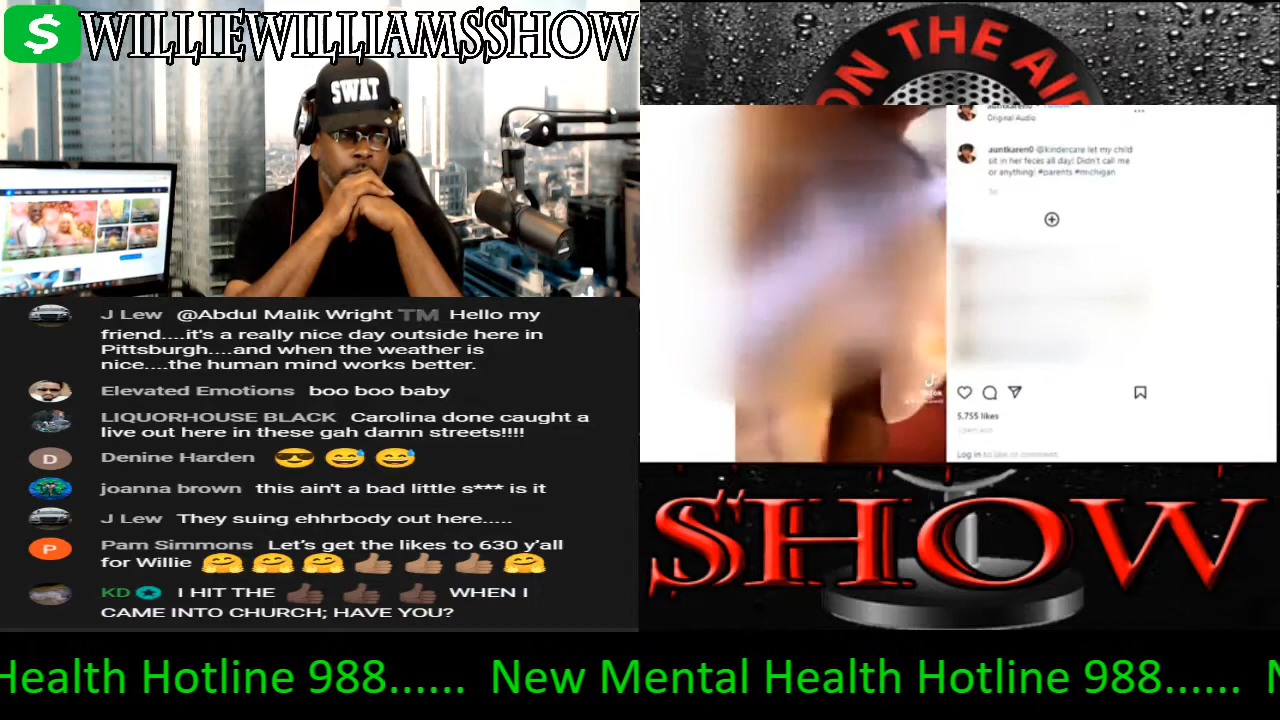 $WILLIEWILLIAMSSHOW
SWAT
ON THE AIR
Original Audio
auntkaren0 @kindercare let my child
sit in her feces all day! Didn't call me
or anything! #parents #michigan
5,755 likes
Log in to like or comment.
J Lew @Abdul Malik Wright TM Hello my
friend....it's a really nice day outside here in
Pittsburgh....and when the weather is
nice....the human mind works better.
Elevated Emotions boo boo baby
LIQUORHOUSE BLACK Carolina done caught a
live out here in these gah damn streets!!!!
D Denine Harden 😎 😅 😅
joanna brown this ain't a bad little s*** is it
J Lew They suing ehhrbody out here.....
P Pam Simmons Let's get the likes to 630 y'all
for Willie 🤗 🤗 🤗 👍🏽 👍🏽 👍🏽 🤗
KD I HIT THE 👍🏿 👍🏿 👍🏿 WHEN I
CAME INTO CHURCH; HAVE YOU?
SHOW
Health Hotline 988...... New Mental Health Hotline 988......